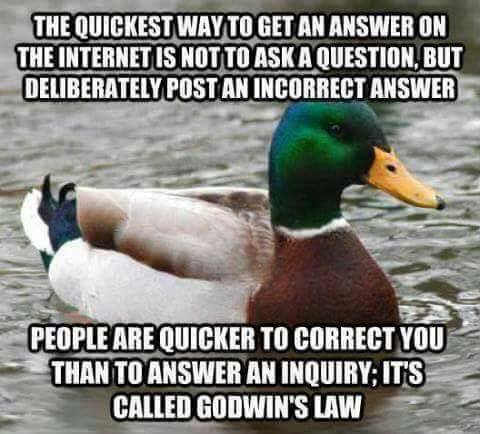 THE QUICKEST WAY TO GET AN ANSWER ON
THE INTERNET IS NOT TO ASK A QUESTION, BUT
DELIBERATELY POST AN INCORRECT ANSWER
PEOPLE ARE QUICKER TO CORRECT YOU
THAN TO ANSWER AN INQUIRY; IT'S
CALLED GODWIN'S LAW